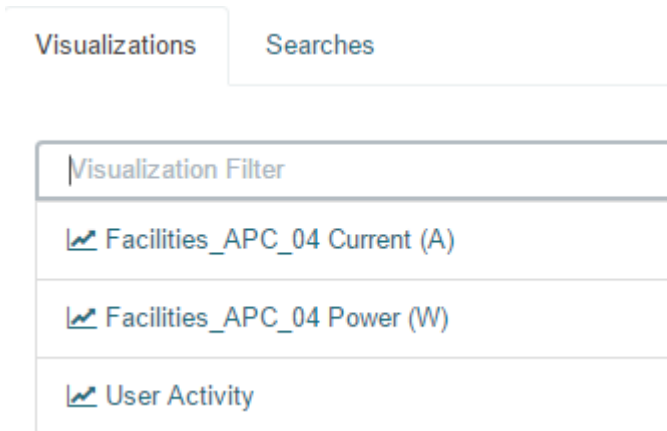 Visualizations Searches
Visualization Filter
Facilities_APC_04 Current (A)
Facilities_APC_04 Power (W)
User Activity